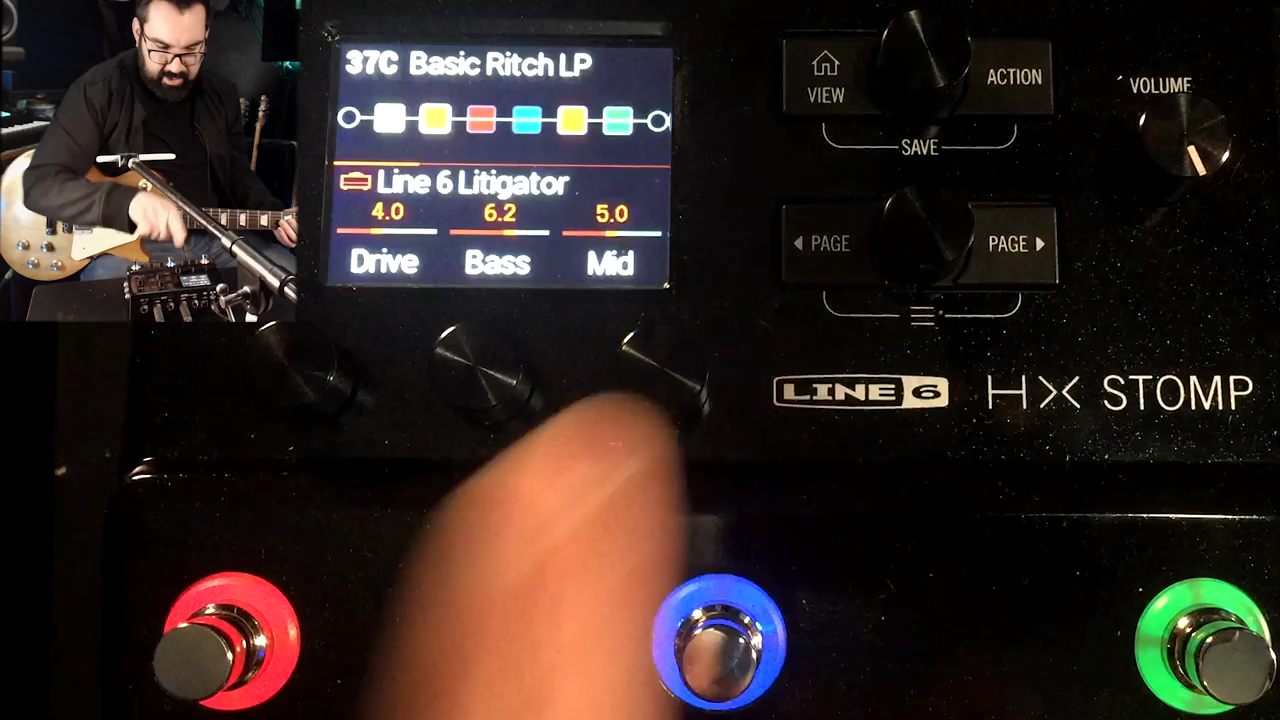 37C Basic Ritch LP
Line 6 Litigator
4.0 6.2 5.0
Drive Bass Mid
VIEW
ACTION
SAVE
VOLUME
PAGE
PAGE
LINE 6 HX STOMP